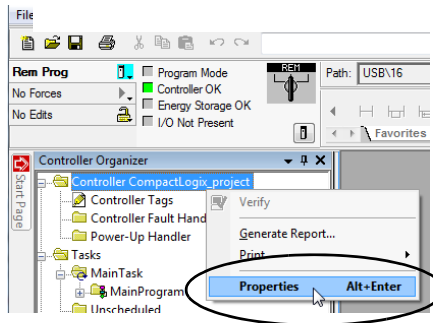 File
Rem Prog
Program Mode
REM
Path: USB\16
No Forces
Controller OK
Energy Storage OK
No Edits
I/O Not Present
Favorites
Start Page
Controller Organizer
Controller CompactLogix_project
Controller Tags
Verify
Controller Fault Hand
Generate Report...
Power-Up Handler
Print
Tasks
MainTask
Properties Alt+Enter
MainProgram
Unscheduled